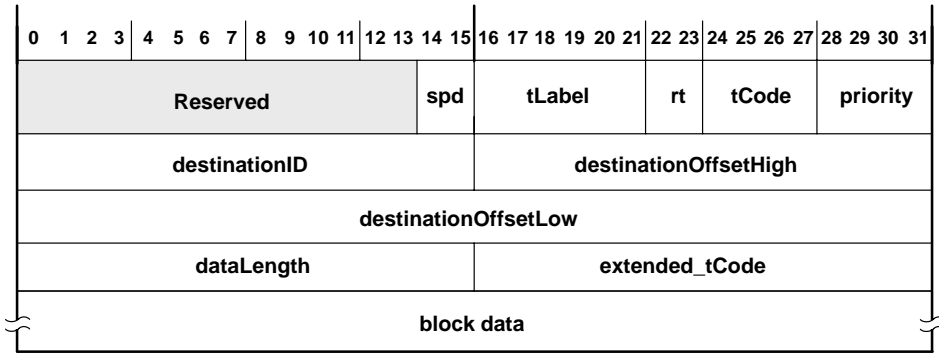 0 1 2 3 4 5 6 7 8 9 10 11 12 13 14 15 16 17 18 19 20 21 22 23 24 25 26 27 28 29 30 31
Reserved spd tLabel rt tCode priority
destinationID destinationOffsetHigh
destinationOffsetLow
dataLength extended_tCode
block data